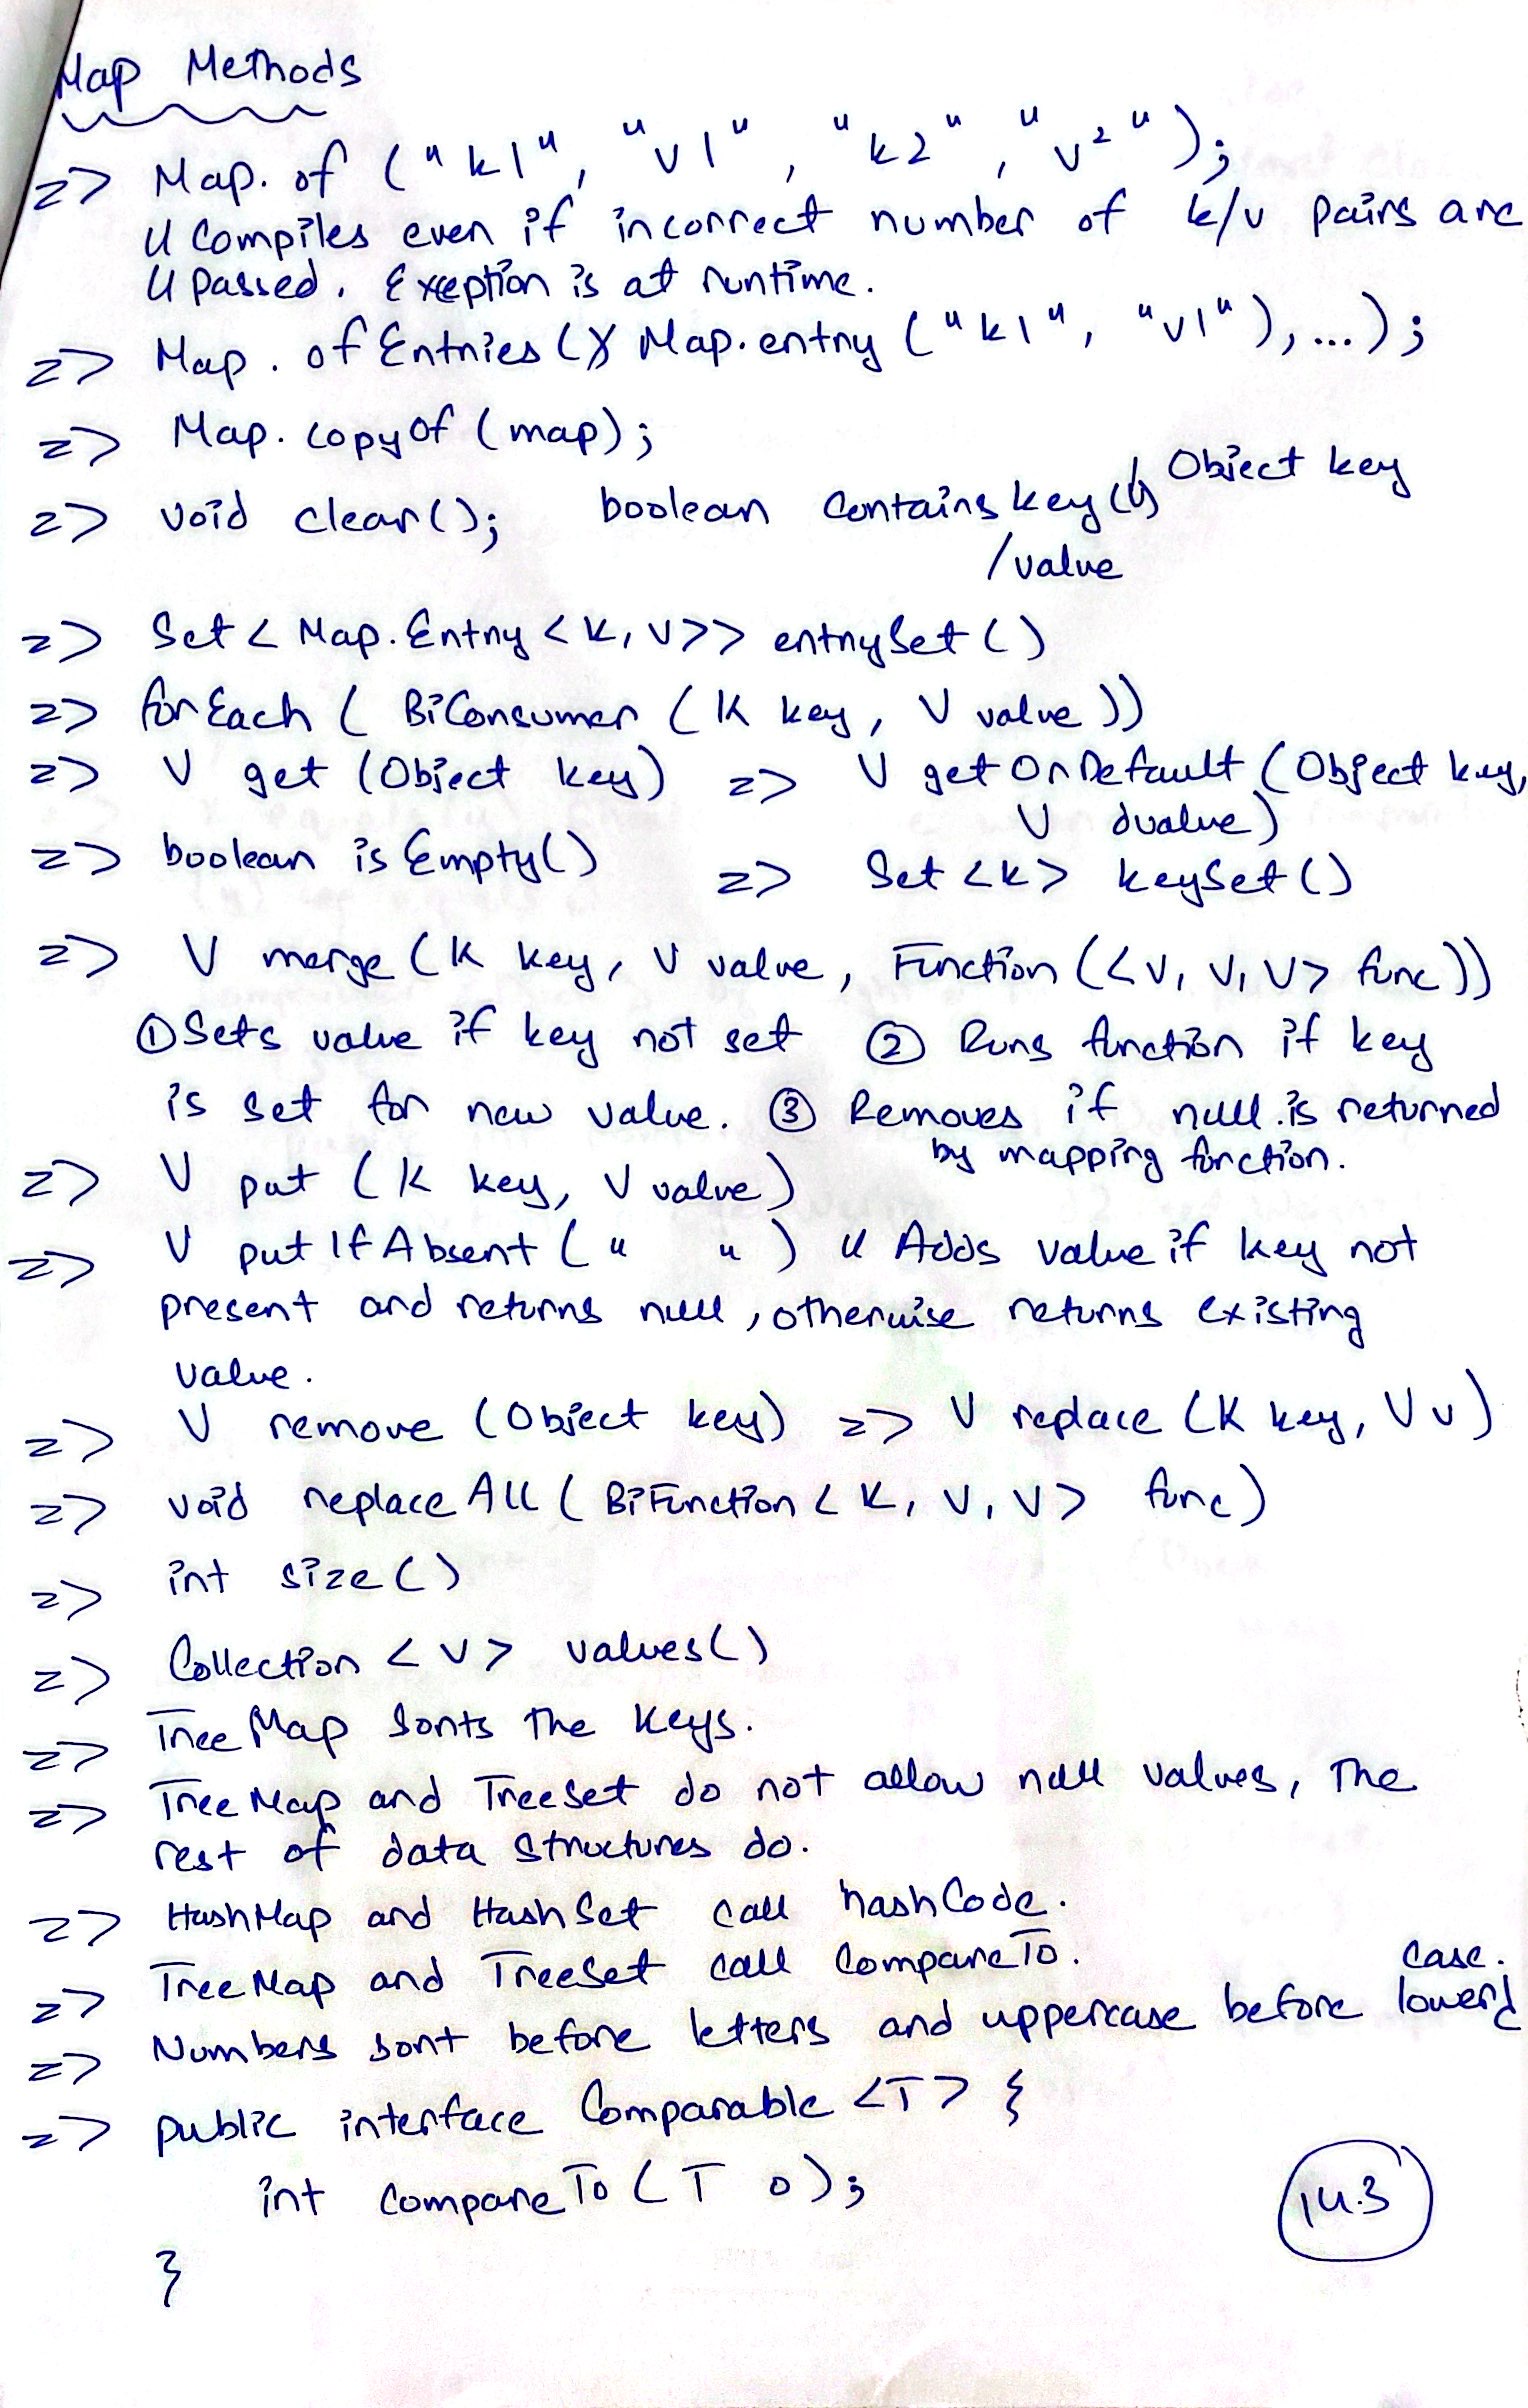 Map Methods
=> Map.of ("k1", "v1", "k2", "v2");
// Compiles even if incorrect number of k/v pairs are
// passed. Exception is at runtime.
=> Map.ofEntries( Map.entry ("k1", "v1"), ...);
=> Map.copyOf (map);
=> void clear(); boolean containskey() Object key
/value
=> Set < Map.Entry <K, V>> entrySet ()
=> forEach ( BiConsumer (K key, V value))
=> V get (Object key) => V getOrDefault (Object key,
V dvalue)
=> boolean isEmpty() => Set <K> keySet ()
=> V merge (K key, V value, Function (<V, V, V> func))
① Sets value if key not set ② Runs function if key
is set for new value. ③ Removes if null is returned
by mapping function.
=> V put (K key, V value)
=> V putIfAbsent ( " " ) // Adds value if key not
present and returns null, otherwise returns existing
value.
=> V remove (Object key) => V replace (K key, V v)
=> void replaceAll ( BiFunction < K, V, V> func)
=> int size ()
=> Collection <V> values()
=> TreeMap sorts the keys.
=> TreeMap and TreeSet do not allow null values, the
rest of data structures do.
=> HashMap and HashSet call hashCode.
=> TreeMap and TreeSet call CompareTo.
=> Numbers sort before letters and uppercase before lower
case.
=> public interface Comparable <T> {
int compareTo (T o);
}
14.3